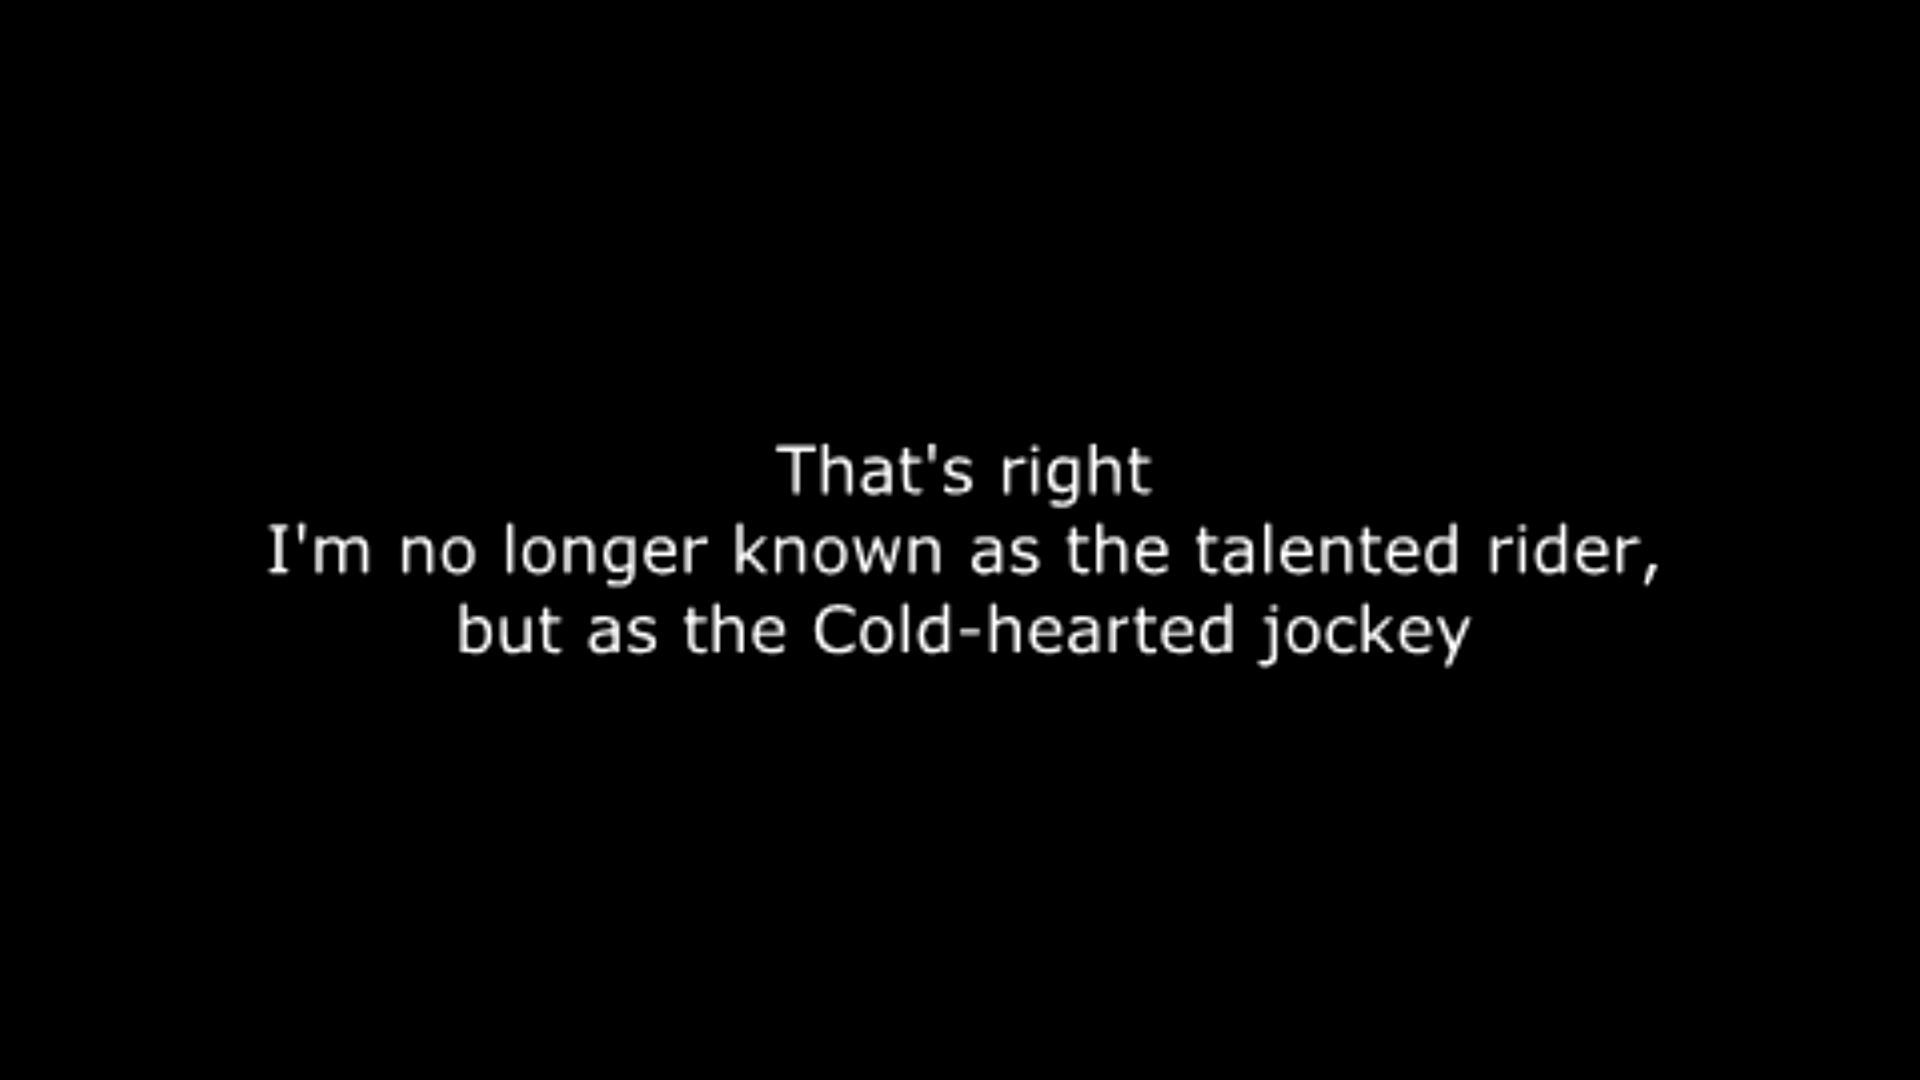 That's right
I'm no longer known as the talented rider,
but as the Cold-hearted jockey